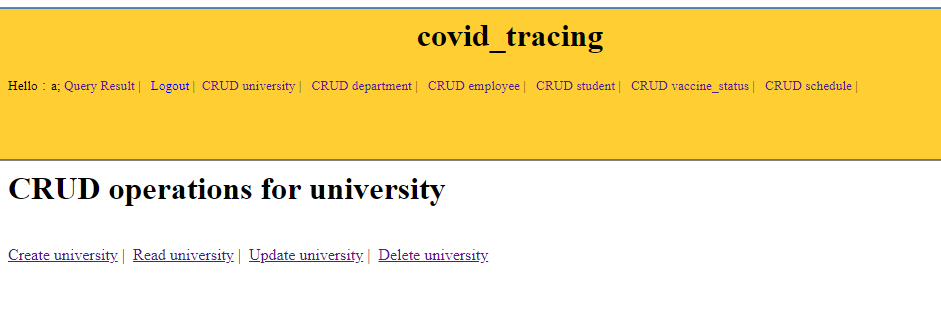 covid_tracing
Hello : a; Query Result | Logout | CRUD university | CRUD department | CRUD employee | CRUD student | CRUD vaccine_status | CRUD schedule |
CRUD operations for university
Create university | Read university | Update university | Delete university